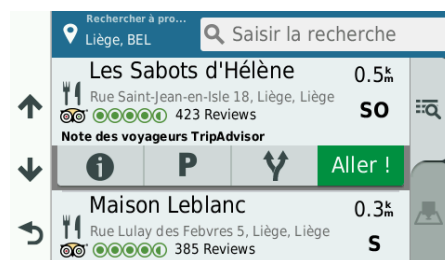 Rechercher à pro...
Liège, BEL
Saisir la recherche
Les Sabots d'Hélène
0.5km
Rue Saint-Jean-en-Isle 18, Liège, Liège
423 Reviews
SO
Note des voyageurs TripAdvisor
P
Aller !
Maison Leblanc
0.3km
Rue Lulay des Febvres 5, Liège, Liège
385 Reviews
S